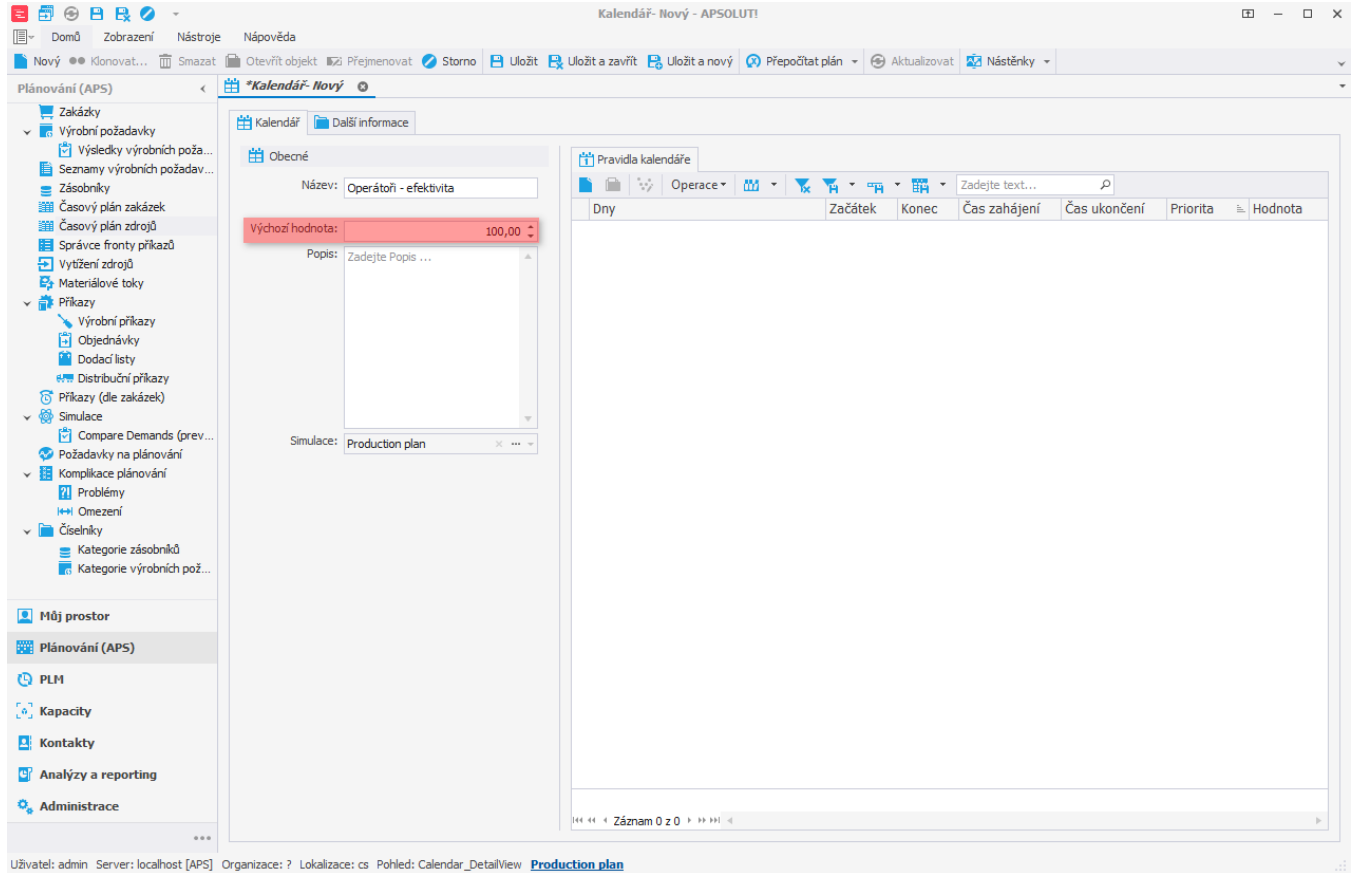 Kalendář- Nový - APSOLUT!
Domů Zobrazení Nástroje Nápověda
Nový Klonovat... Smazat Otevřít objekt Přejmenovat Storno Uložit Uložit a zavřít Uložit a nový Přepočítat plán Aktualizovat Nástěnky
Plánování (APS)
*Kalendář- Nový
Zakázky
Výrobní požadavky
Výsledky výrobních poža...
Seznamy výrobních požadav...
Zásobníky
Časový plán zakázek
Časový plán zdrojů
Správce fronty příkazů
Vytížení zdrojů
Materiálové toky
Příkazy
Výrobní příkazy
Objednávky
Dodací listy
Distribuční příkazy
Příkazy (dle zakázek)
Simulace
Compare Demands (prev...
Požadavky na plánování
Komplikace plánování
Problémy
Omezení
Číselníky
Kategorie zásobníků
Kategorie výrobních pož...
Můj prostor
Plánování (APS)
PLM
Kapacity
Kontakty
Analýzy a reporting
Administrace
Kalendář Další informace
Obecné
Název: Operátoři - efektivita
Výchozí hodnota: 100,00
Popis: Zadejte Popis ...
Simulace: Production plan
Pravidla kalendáře
Operace Zadejte text...
Dny Začátek Konec Čas zahájení Čas ukončení Priorita Hodnota
Záznam 0 z 0
Uživatel: admin Server: localhost [APS] Organizace: ? Lokalizace: cs Pohled: Calendar_DetailView Production plan